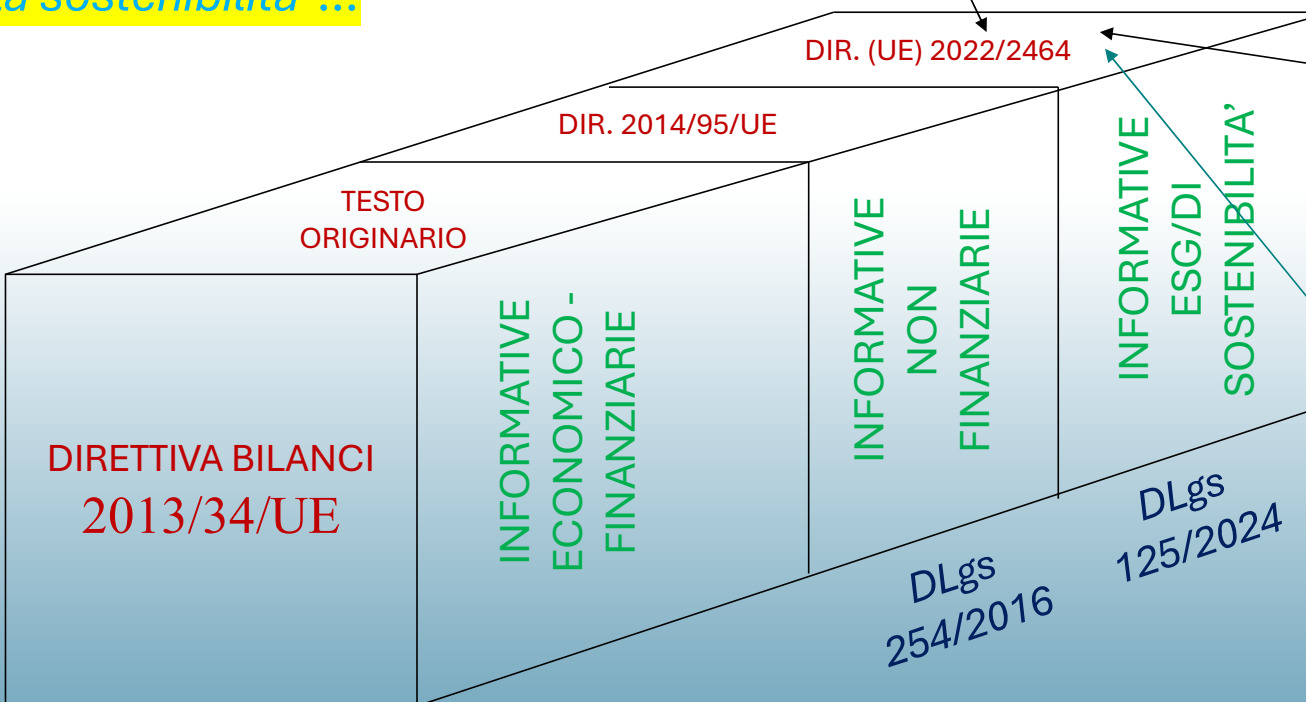 La sostenibilità"...
DIR. (UE) 2022/2464
DIR. 2014/95/UE
TESTO
ORIGINARIO
DIRETTIVA BILANCI
2013/34/UE
INFORMATIVE
ECONOMICO -
FINANZIARIE
INFORMATIVE
NON
FINANZIARIE
INFORMATIVE
ESG/DI
SOSTENIBILITA’
DLgs
254/2016
DLgs
125/2024